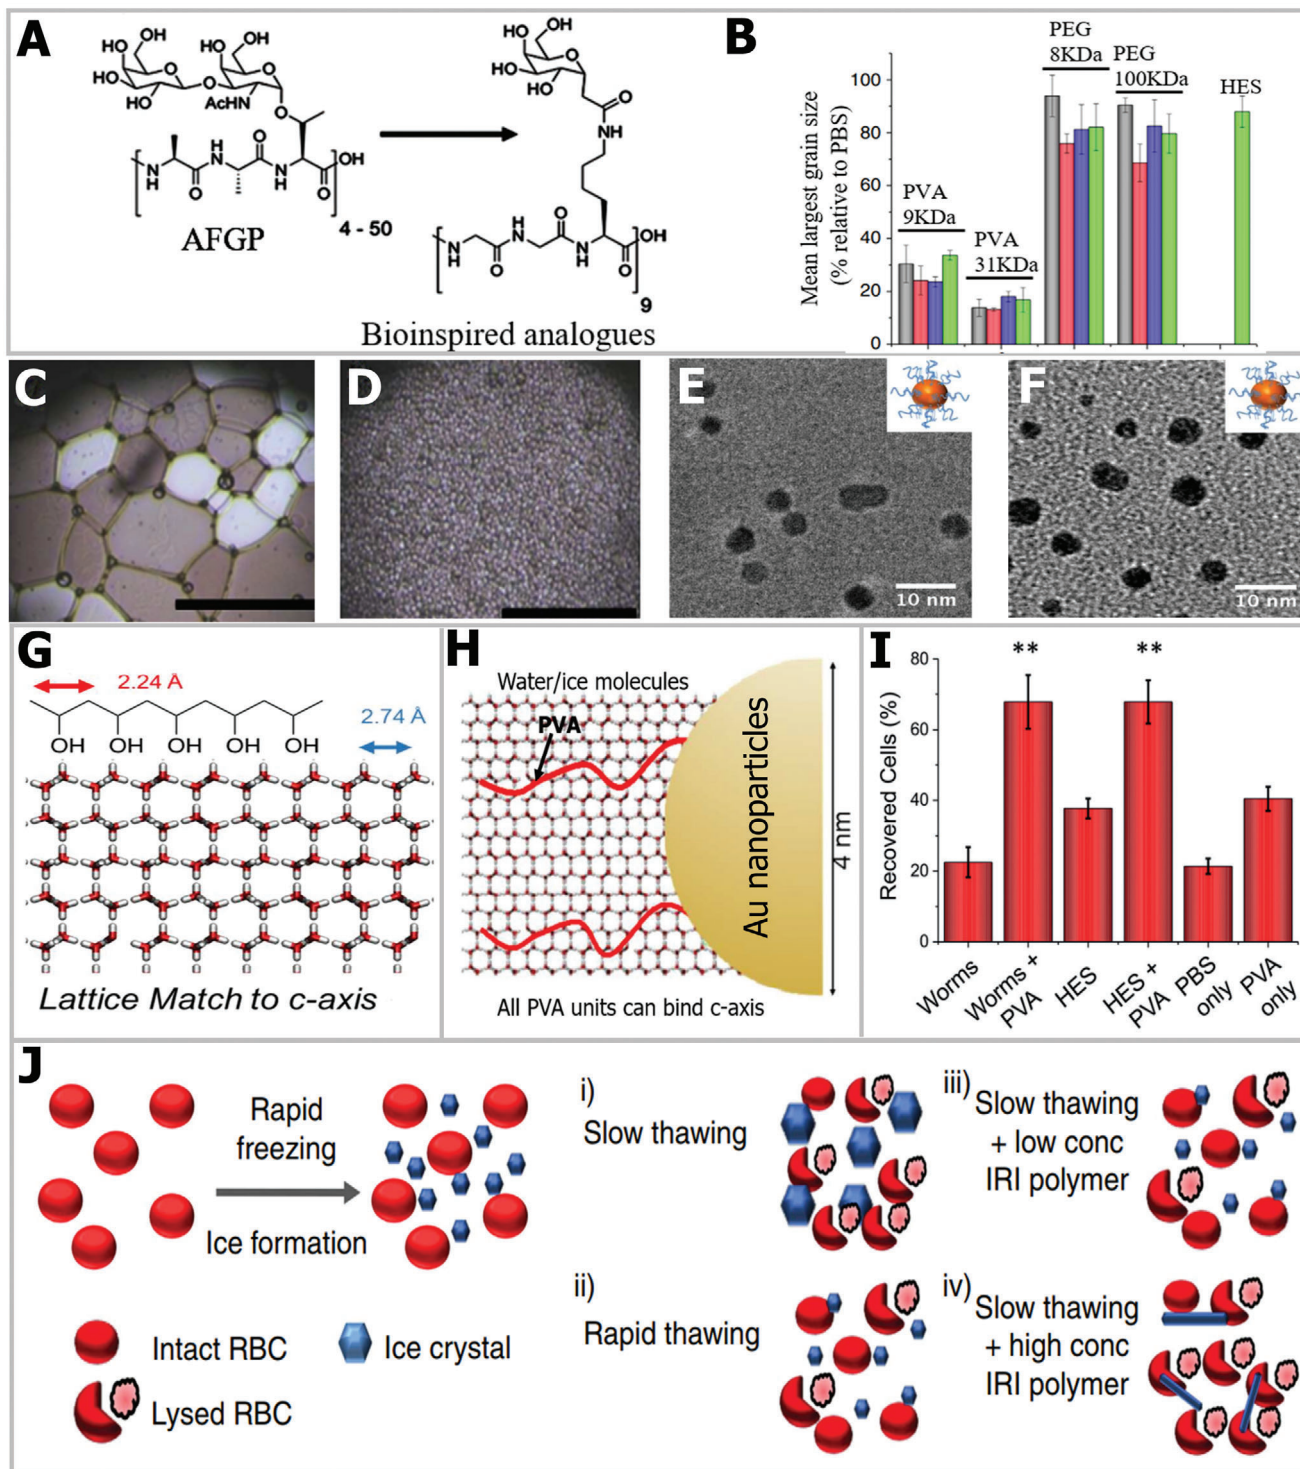 A
HO OH
HO
O
HO
OH
OH
HO
O
O
AcHN
O
N
H
O
H
N
O
N
H
O
OH
4 - 50
AFGP
HO OH
O
HO
HO
O
NH
N
H
O
H
N
O
N
H
O
OH
9
Bioinspired analogues
B
Mean largest grain size
(% relative to PBS)
100
80
60
40
20
0
PVA
9KDa
PVA
31KDa
PEG
8KDa
PEG
100KDa
HES
C
D
E
10 nm
F
10 nm
G
2.24 Å
2.74 Å
OH OH OH OH OH
Lattice Match to c-axis
H
Water/ice molecules
PVA
Au nanoparticles
4 nm
All PVA units can bind c-axis
I
** **
Recovered Cells (%)
80
60
40
20
0
Worms
Worms +
PVA
HES
HES +
PVA
PBS
only
PVA
only
J
Rapid
freezing
Ice formation
Intact RBC
Ice crystal
Lysed RBC
i)
Slow thawing
ii)
Rapid thawing
iii)
Slow thawing
+ low conc
IRI polymer
iv)
Slow thawing
+ high conc
IRI polymer